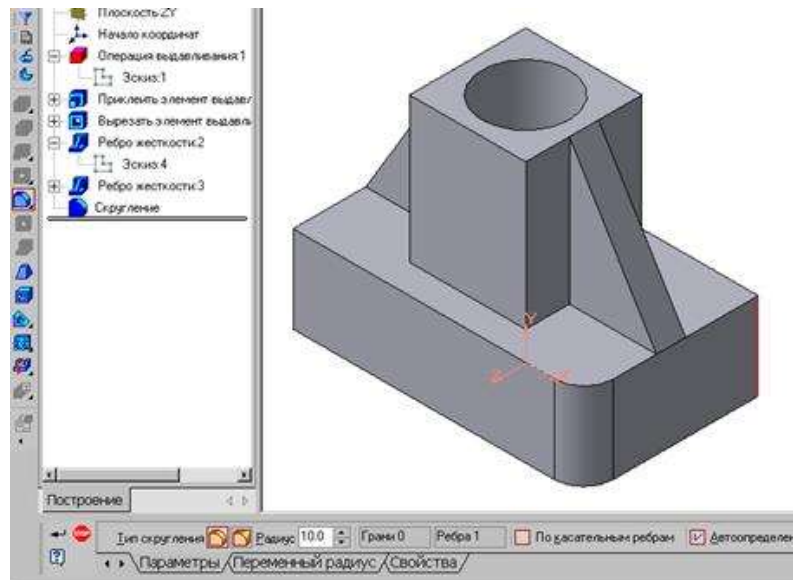 Плоскость ZY
Начало координат
Операция выдавливания:1
Эскиз:1
Приклеить элемент выдавл
Вырезать элемент выдавл
Ребро жесткости:2
Эскиз:4
Ребро жесткости:3
Скругление
Y
Z
X
Построение
Тип скругления Радиус 10.0 Грани 0 Ребра 1 По касательным ребрам Автоопределен
Параметры Переменный радиус Свойства